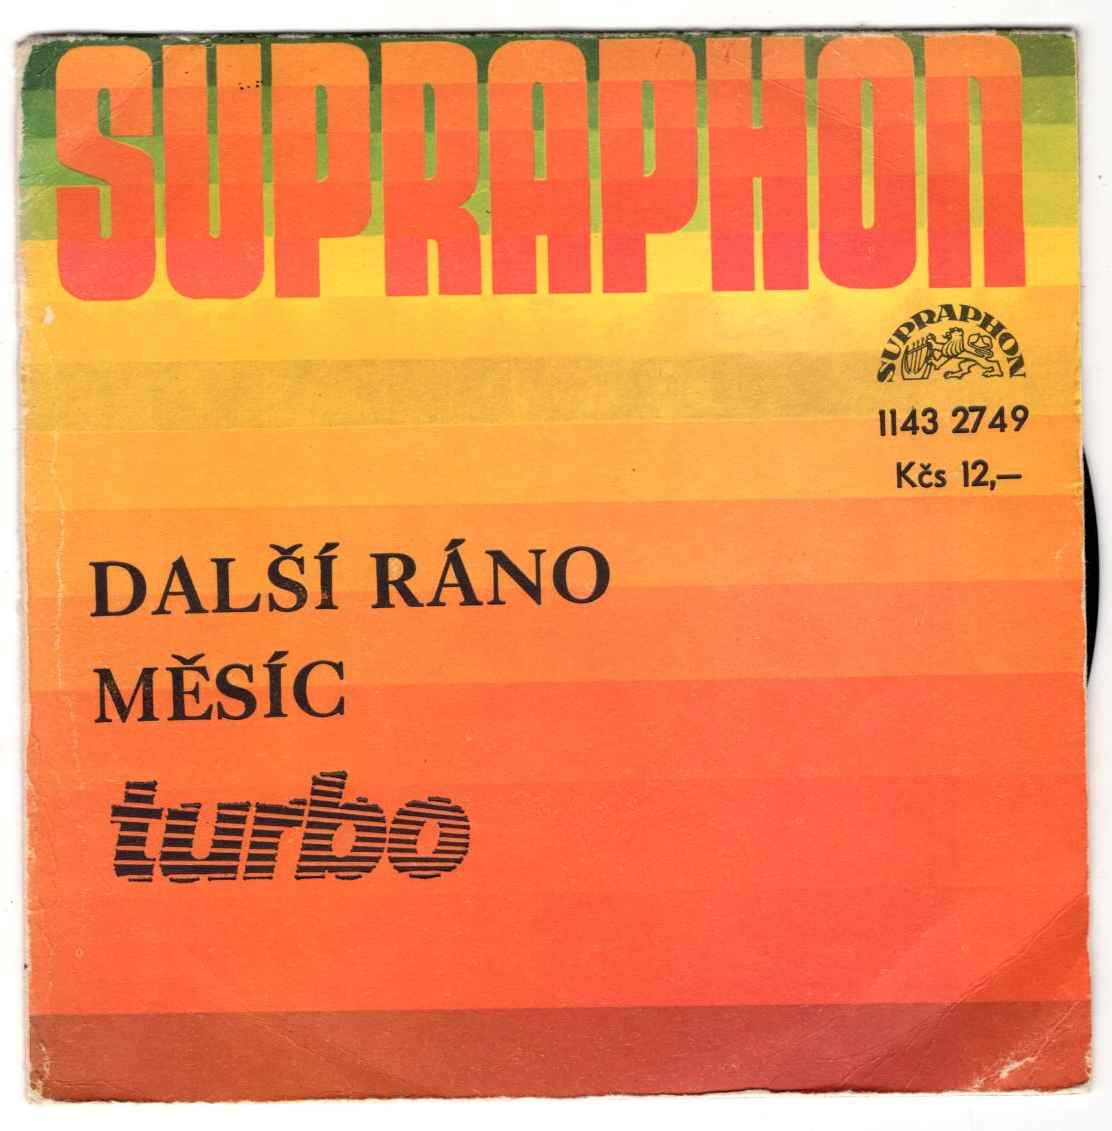 SUPRAPHON
SUPRAPHON
1143 2749
Kčs 12,—
DALŠÍ RÁNO
MĚSÍC
turbo